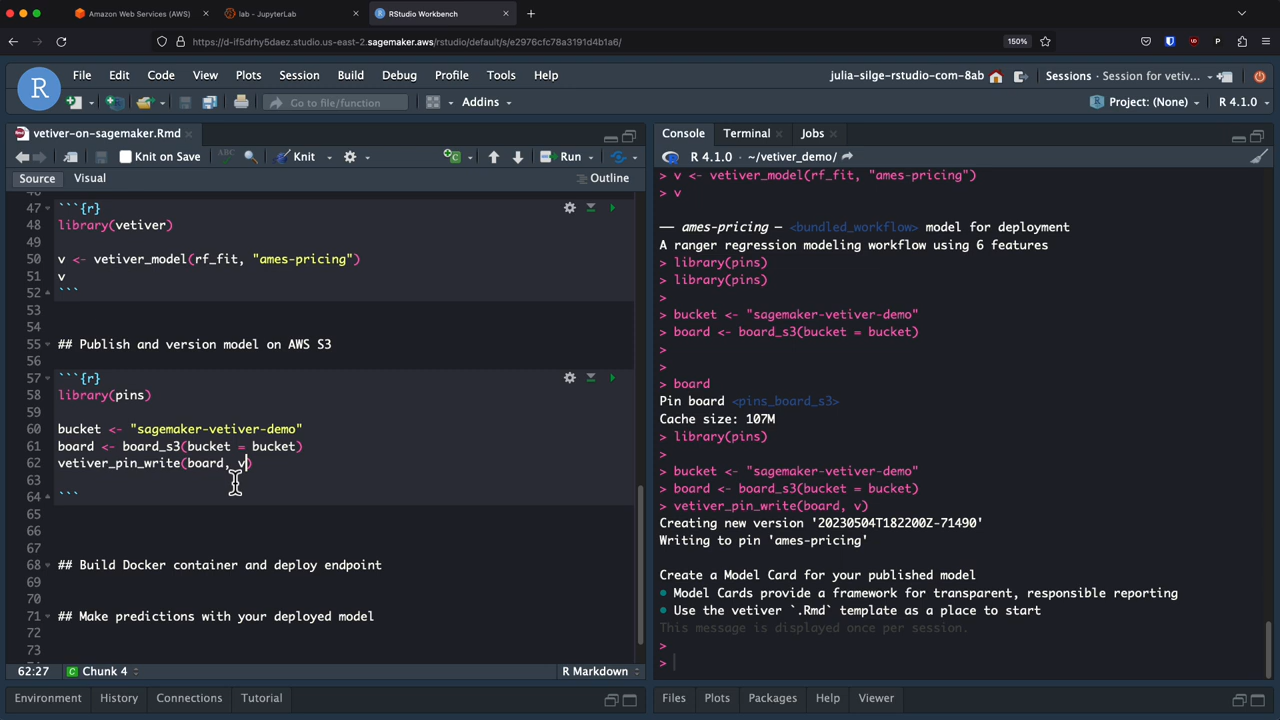 Amazon Web Services (AWS)
lab - JupyterLab
RStudio Workbench
https://d-if5drhy5daez.studio.us-east-2.sagemaker.aws/rstudio/default/s/e2976cfc78a3191d4b1a6/
150%
File Edit Code View Plots Session Build Debug Profile Tools Help
julia-silge-rstudio-com-8ab
Sessions
Session for vetiv...
Go to file/function
Addins
Project: (None)
R 4.1.0
vetiver-on-sagemaker.Rmd
Knit on Save
ABC
Knit
Run
Source
Visual
Outline
47 ```{r}
48 library(vetiver)
49
50 v <- vetiver_model(rf_fit, "ames-pricing")
51 v
52 ```
53
54
55 ## Publish and version model on AWS S3
56
57 ```{r}
58 library(pins)
59
60 bucket <- "sagemaker-vetiver-demo"
61 board <- board_s3(bucket = bucket)
62 vetiver_pin_write(board, v)
63
64 ```
65
66
67
68 ## Build Docker container and deploy endpoint
69
70
71 ## Make predictions with your deployed model
72
73
62:27
Chunk 4
R Markdown
Environment
History
Connections
Tutorial
Console
Terminal
Jobs
R 4.1.0 · ~/vetiver_demo/
> v <- vetiver_model(rf_fit, "ames-pricing")
> v
── ames-pricing ─ <bundled_workflow> model for deployment
A ranger regression modeling workflow using 6 features
> library(pins)
> library(pins)
>
> bucket <- "sagemaker-vetiver-demo"
> board <- board_s3(bucket = bucket)
>
>
> board
Pin board <pins_board_s3>
Cache size: 107M
> library(pins)
>
> bucket <- "sagemaker-vetiver-demo"
> board <- board_s3(bucket = bucket)
> vetiver_pin_write(board, v)
Creating new version '20230504T182200Z-71490'
Writing to pin 'ames-pricing'
Create a Model Card for your published model
• Model Cards provide a framework for transparent, responsible reporting
• Use the vetiver `.Rmd` template as a place to start
This message is displayed once per session.
>
>
Files
Plots
Packages
Help
Viewer